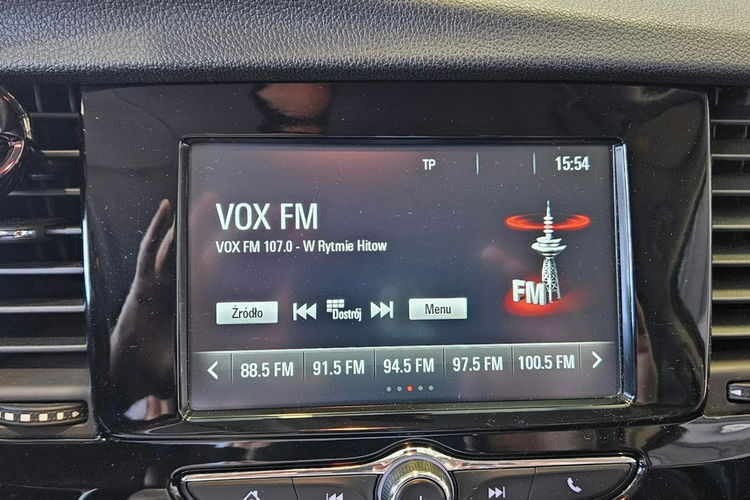 TP 15:54
VOX FM
VOX FM 107.0 - W Rytmie Hitow
FM
Źródło Dostrój Menu
88.5 FM 91.5 FM 94.5 FM 97.5 FM 100.5 FM